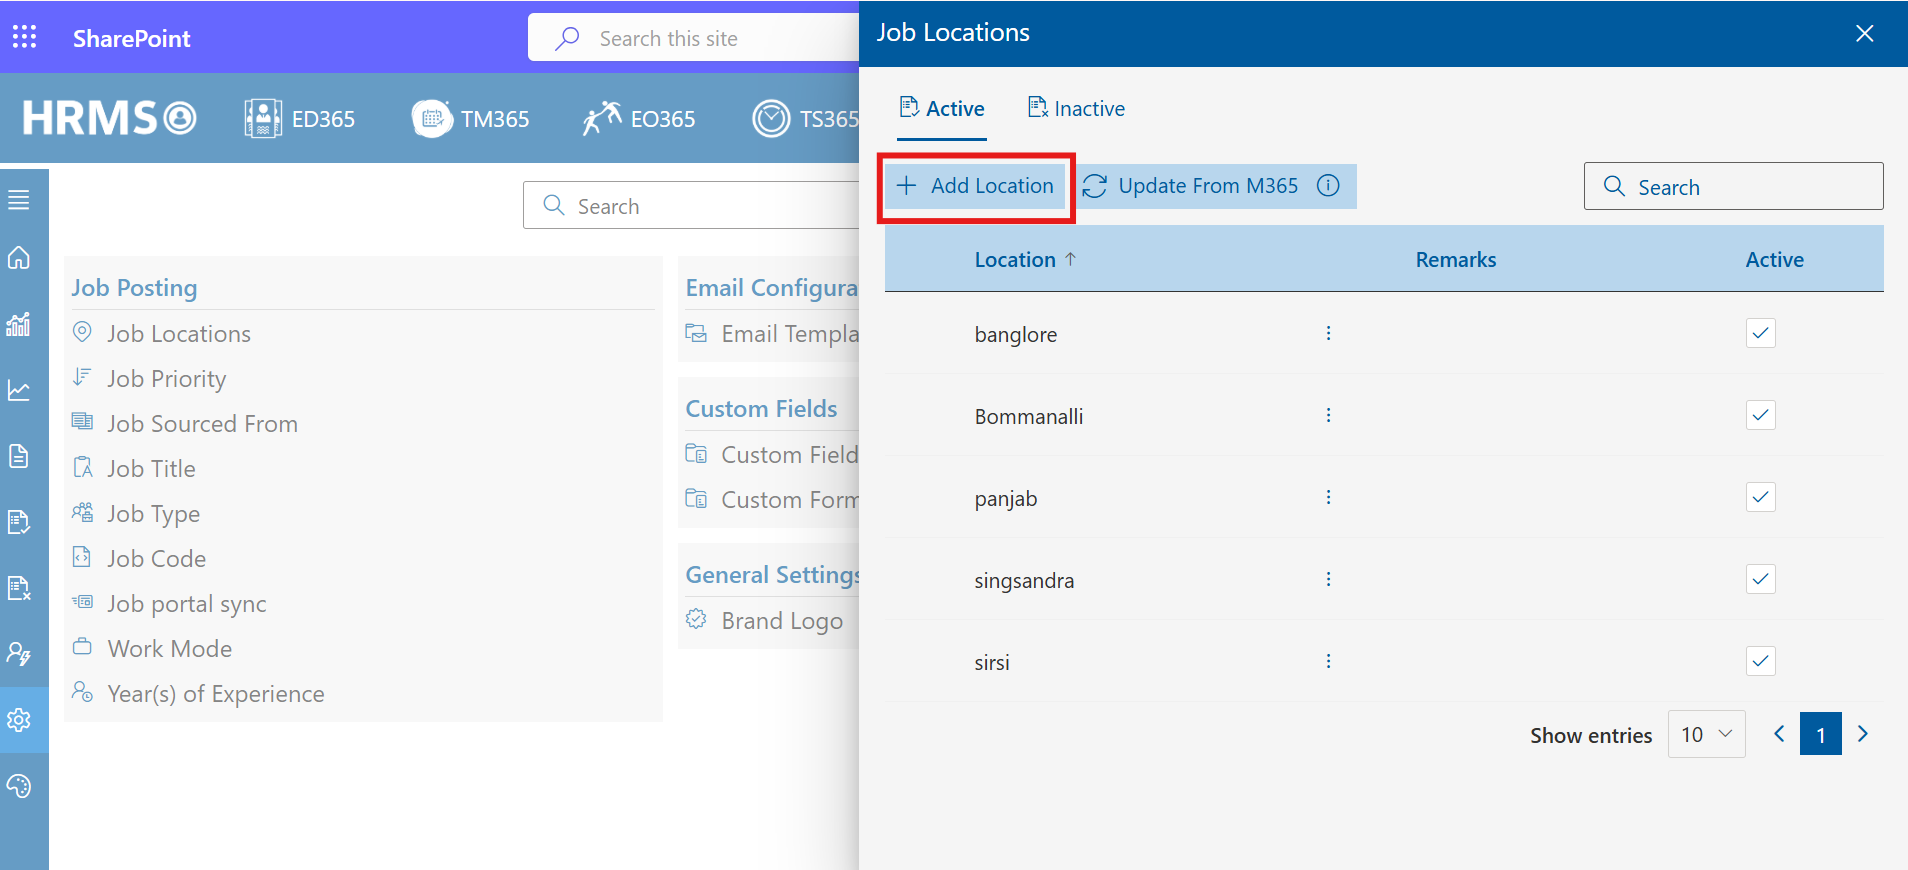 SharePoint
Search this site
HRMS
ED365
TM365
EO365
TS365
Search
Job Posting
Job Locations
Job Priority
Job Sourced From
Job Title
Job Type
Job Code
Job portal sync
Work Mode
Year(s) of Experience
Email Configura
Email Templa
Custom Fields
Custom Field
Custom Form
General Settings
Brand Logo
Job Locations
Active
Inactive
Add Location
Update From M365
Search
Location Remarks Active
banglore
Bommanalli
panjab
singsandra
sirsi
Show entries 10 1